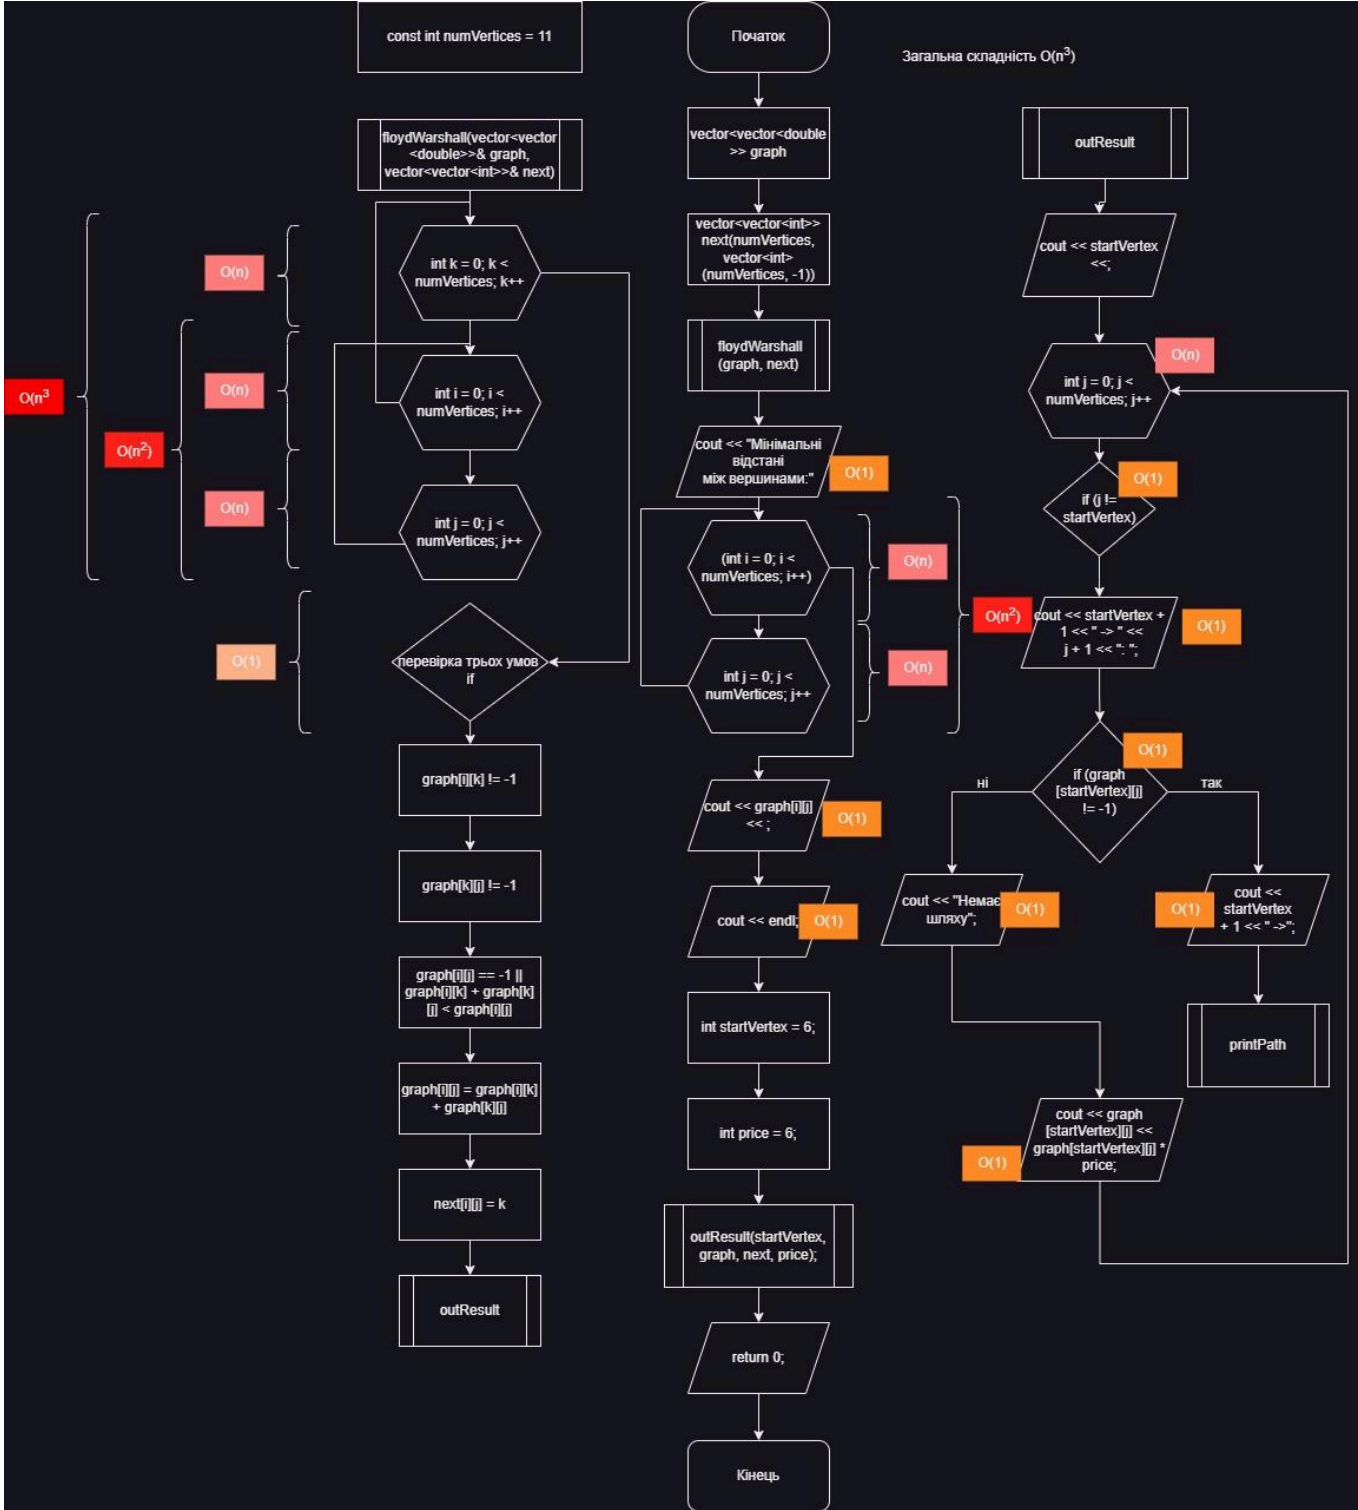 const int numVertices = 11
floydWarshall(vector<vector
<double>>& graph,
vector<vector<int>>& next)
int k = 0; k <
numVertices; k++
int i = 0; i <
numVertices; i++
int j = 0; j <
numVertices; j++
O(n)
O(n)
O(n)
O(n²)
O(n³
O(1)
перевірка трьох умов
if
graph[i][k] != -1
graph[k][j] != -1
graph[i][j] == -1 ||
graph[i][k] + graph[k]
[j] < graph[i][j]
graph[i][j] = graph[i][k]
+ graph[k][j]
next[i][j] = k
outResult
Початок
vector<vector<double
>> graph
vector<vector<int>>
next(numVertices,
vector<int>
(numVertices, -1))
floydWarshall
(graph, next)
cout << "Мінімальні
відстані
між вершинами:"
O(1)
(int i = 0; i <
numVertices; i++)
O(n)
int j = 0; j <
numVertices; j++
O(n)
O(n²)
cout << graph[i][j]
<< ;
O(1)
cout << endl;
O(1)
int startVertex = 6;
int price = 6;
outResult(startVertex,
graph, next, price);
return 0;
Кінець
Загальна складність O(n³)
outResult
cout << startVertex
<<;
int j = 0; j <
numVertices; j++
O(n)
if (j !=
startVertex)
O(1)
cout << startVertex +
1 << " -> " <<
j + 1 << ": ";
O(1)
if (graph
[startVertex][j]
!= -1)
O(1)
ні
так
cout << "Немає
шляху";
O(1)
cout <<
startVertex
+ 1 << " ->";
O(1)
printPath
cout << graph
[startVertex][j] <<
graph[startVertex][j] *
price;
O(1)